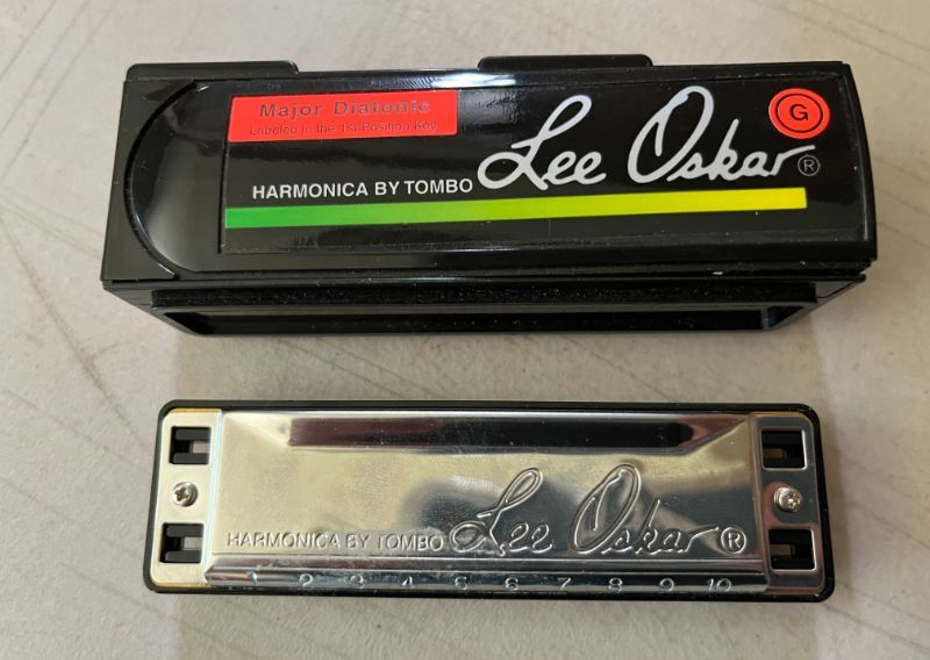 Major Diatonic
Labeled in the 1st Position Key
G
HARMONICA BY TOMBO Lee Oskar ®
HARMONICA BY TOMBO Lee Oskar ®
1 2 3 4 5 6 7 8 9 10